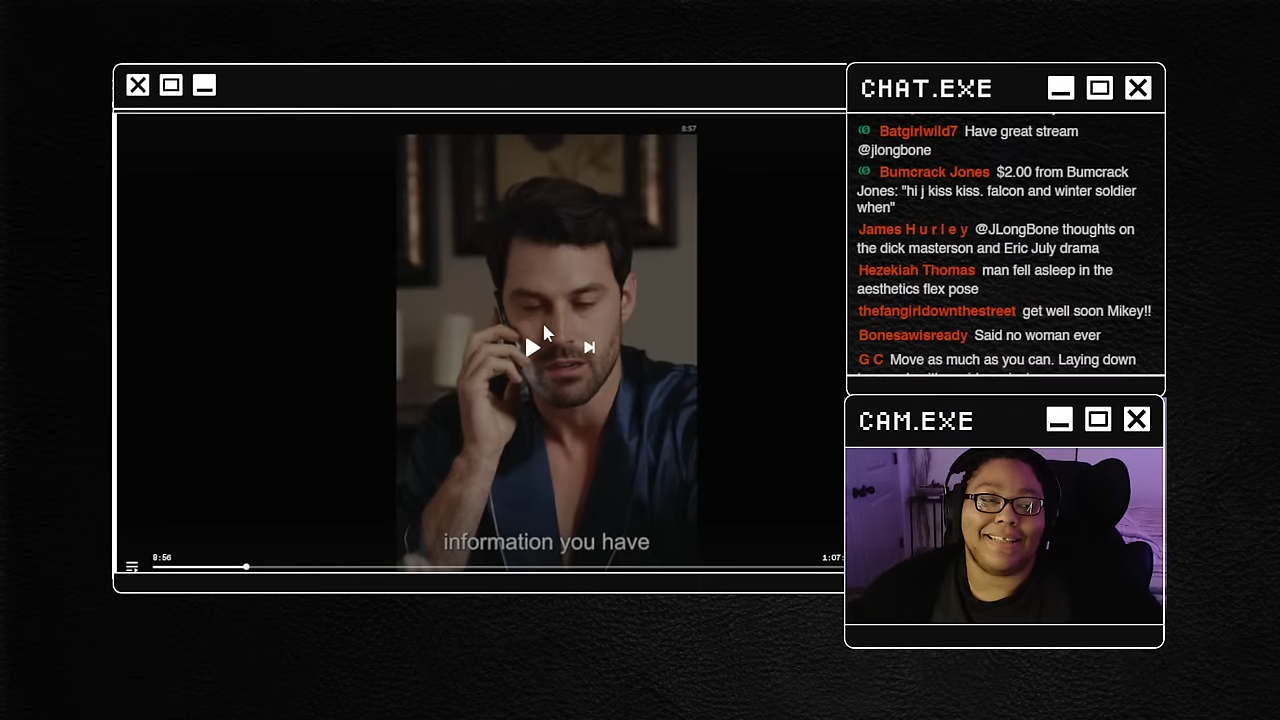 8:57
information you have
8:56
1:07:
CHAT.EXE
Batgirlwild7 Have great stream
@jlongbone
Bumcrack Jones $2.00 from Bumcrack
Jones: "hi j kiss kiss. falcon and winter soldier
when"
James H u r l e y @JLongBone thoughts on
the dick masterson and Eric July drama
Hezekiah Thomas man fell asleep in the
aesthetics flex pose
thefangirldownthestreet get well soon Mikey!!
Bonesawisready Said no woman ever
G C Move as much as you can. Laying down
CAM.EXE